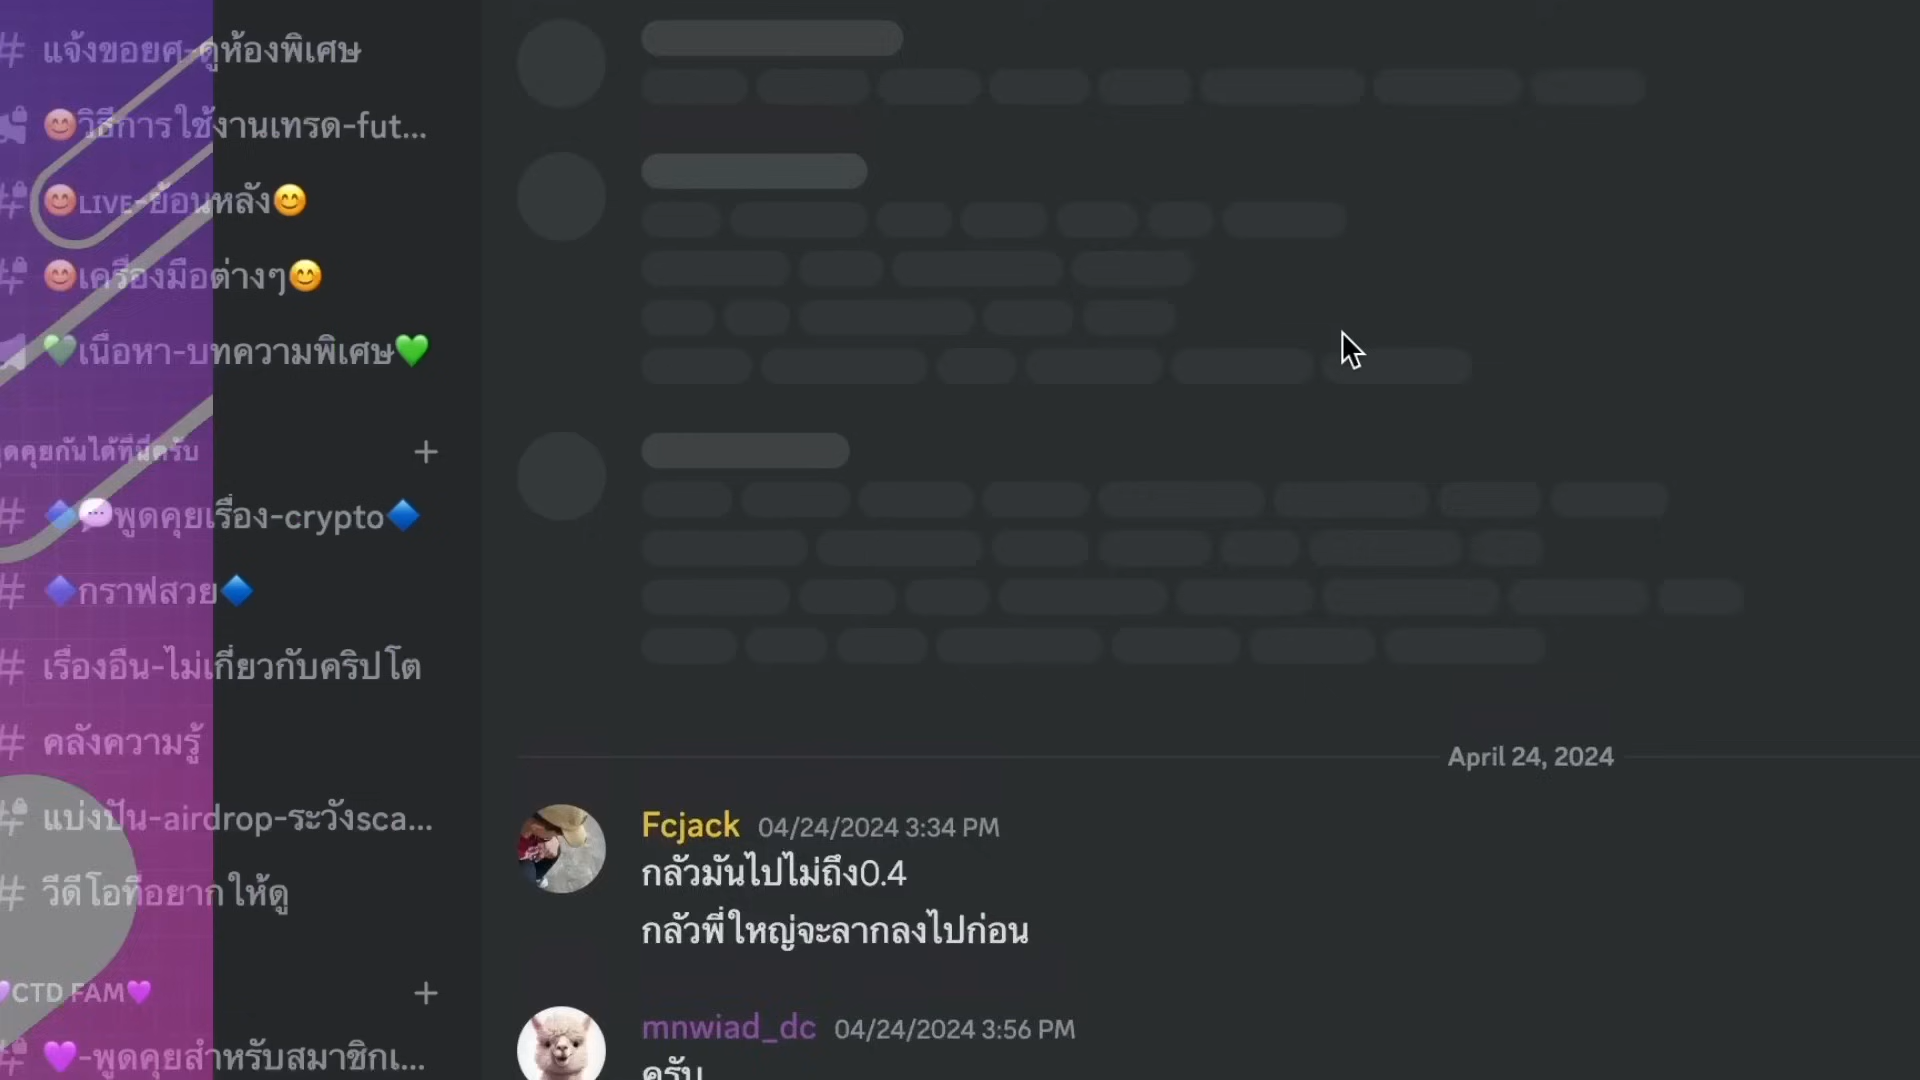 แจ้งขอยศ-ดูห้องพิเศษ
😊วิธีการใช้งานเทรด-fut...
😊LIVE-ย้อนหลัง😊
😊เครื่องมือต่างๆ😊
💚เนื้อหา-บทความพิเศษ💚
พูดคุยกันได้ที่นี่ครับ
🔷💬พูดคุยเรื่อง-crypto🔷
🔷กราฟสวย🔷
เรื่องอื่น-ไม่เกี่ยวกับคริปโต
คลังความรู้
แบ่งปัน-airdrop-ระวังsca...
วีดีโอที่อยากให้ดู
💜CTD FAM💜
💜-พูดคุยสำหรับสมาชิกเ...
April 24, 2024
Fcjack 04/24/2024 3:34 PM
กลัวมันไปไม่ถึง0.4
กลัวพี่ใหญ่จะลากลงไปก่อน
mnwiad_dc 04/24/2024 3:56 PM
ครับ